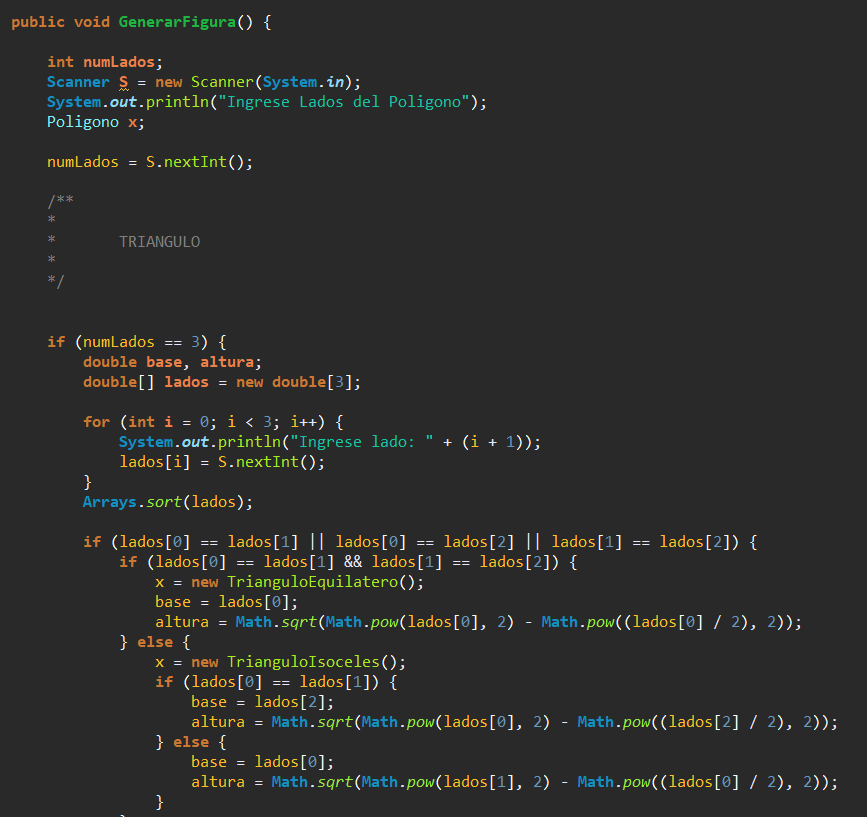 public void GenerarFigura() {
int numLados;
Scanner S = new Scanner(System.in);
System.out.println("Ingrese Lados del Poligono");
Poligono x;
numLados = S.nextInt();
/**
*
* TRIANGULO
*
*/
if (numLados == 3) {
double base, altura;
double[] lados = new double[3];
for (int i = 0; i < 3; i++) {
System.out.println("Ingrese lado: " + (i + 1));
lados[i] = S.nextInt();
}
Arrays.sort(lados);
if (lados[0] == lados[1] || lados[0] == lados[2] || lados[1] == lados[2]) {
if (lados[0] == lados[1] && lados[1] == lados[2]) {
x = new TrianguloEquilatero();
base = lados[0];
altura = Math.sqrt(Math.pow(lados[0], 2) - Math.pow((lados[0] / 2), 2));
} else {
x = new TrianguloIsoceles();
if (lados[0] == lados[1]) {
base = lados[2];
altura = Math.sqrt(Math.pow(lados[0], 2) - Math.pow((lados[2] / 2), 2));
} else {
base = lados[0];
altura = Math.sqrt(Math.pow(lados[1], 2) - Math.pow((lados[0] / 2), 2));
}